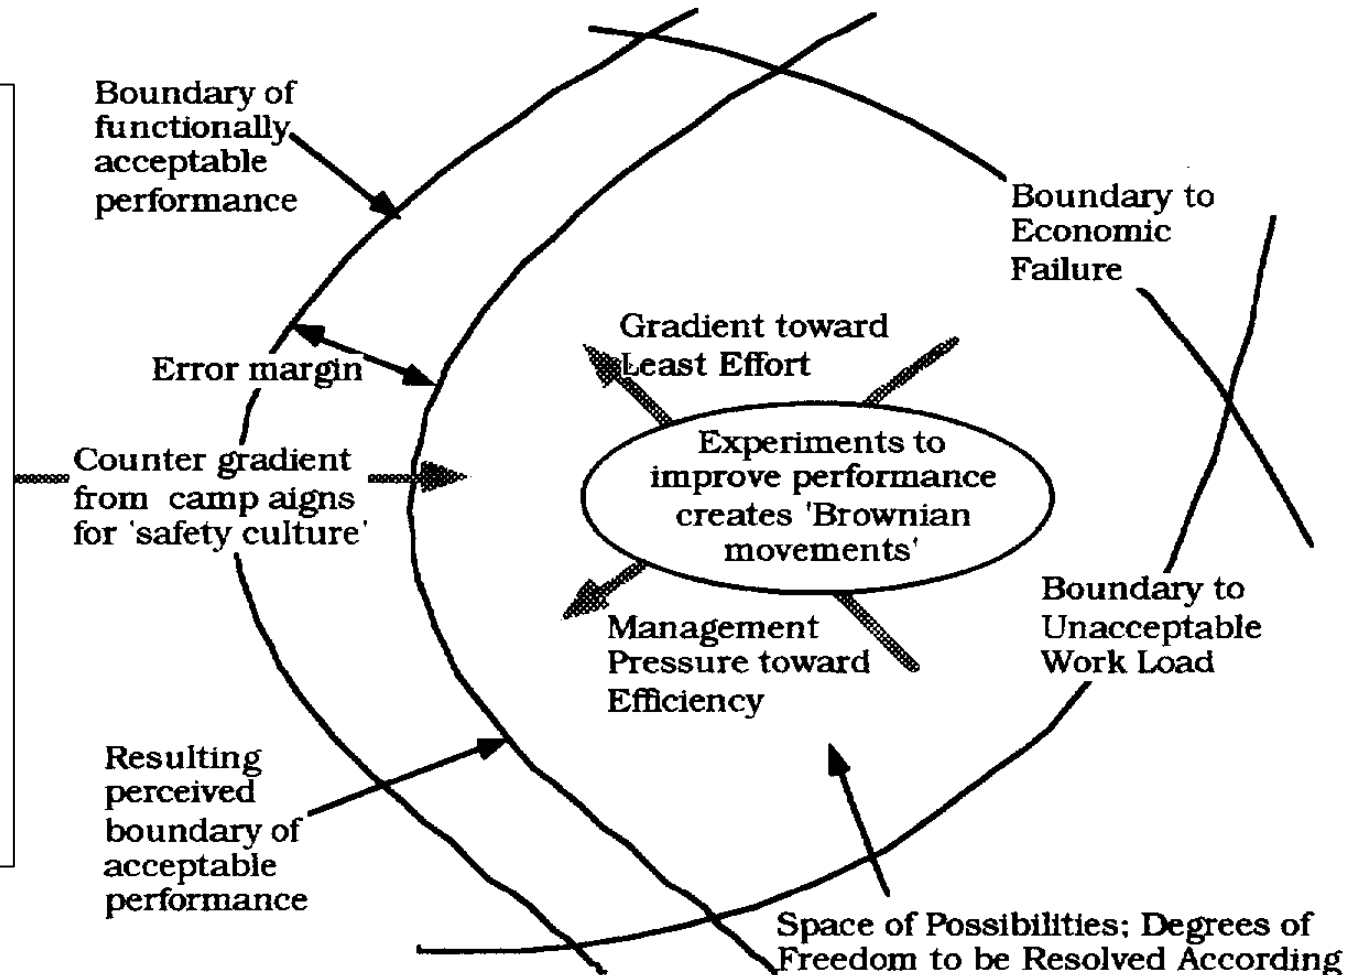 Boundary of
functionally
acceptable
performance
Boundary to
Economic
Failure
Gradient toward
Least Effort
Error margin
Experiments to
improve performance
creates 'Brownian
movements'
Counter gradient
from camp aigns
for 'safety culture'
Management
Pressure toward
Efficiency
Boundary to
Unacceptable
Work Load
Resulting
perceived
boundary of
acceptable
performance
Space of Possibilities; Degrees of
Freedom to be Resolved According